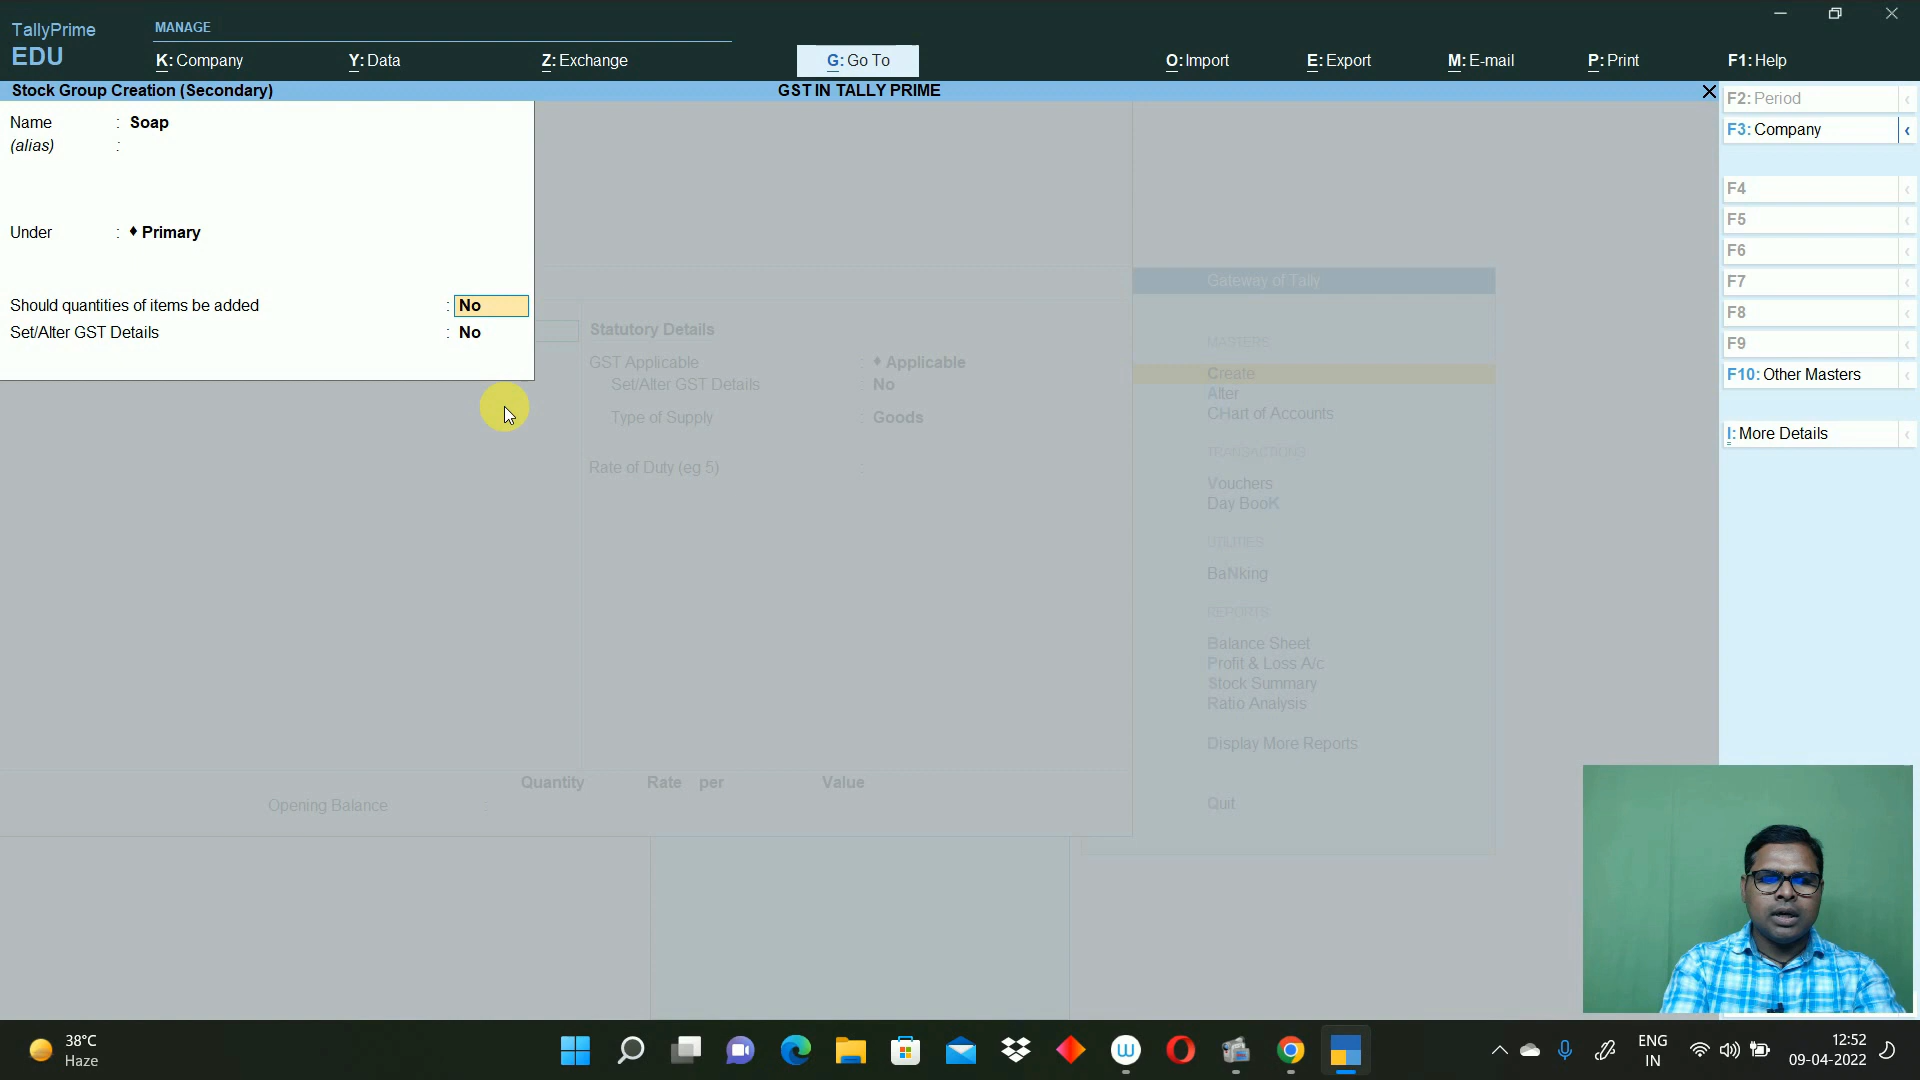 TallyPrime
EDU
MANAGE
K: Company
Y: Data
Z: Exchange
G: Go To
O: Import
E: Export
M: E-mail
P: Print
F1: Help
Stock Group Creation (Secondary)
GST IN TALLY PRIME
Name : Soap
(alias) :
Under : ♦ Primary
Should quantities of items be added : No
Set/Alter GST Details : No
Statutory Details
GST Applicable : ♦ Applicable
Set/Alter GST Details : No
Type of Supply : Goods
Rate of Duty (eg 5) :
Quantity Rate per Value
Opening Balance :
Gateway of Tally
MASTERS
Create
Alter
CHart of Accounts
TRANSACTIONS
Vouchers
Day BooK
UTILITIES
BaNking
REPORTS
Balance Sheet
Profit & Loss A/c
Stock Summary
Ratio Analysis
Display More Reports
Quit
F2: Period
F3: Company
F4
F5
F6
F7
F8
F9
F10: Other Masters
I: More Details
38°C
Haze
ENG
IN
12:52
09-04-2022